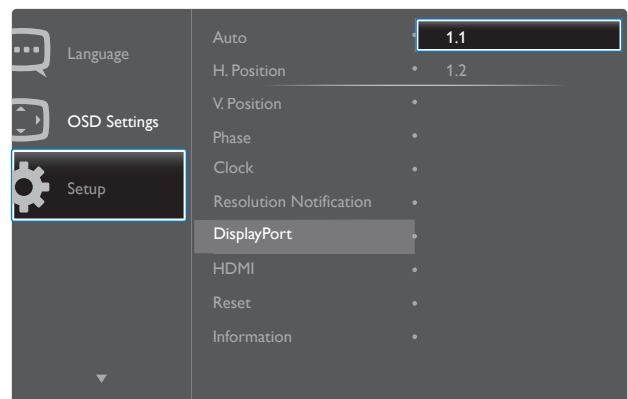 Language
OSD Settings
Setup
Auto
H. Position
V. Position
Phase
Clock
Resolution Notification
DisplayPort
HDMI
Reset
Information
1.1
1.2